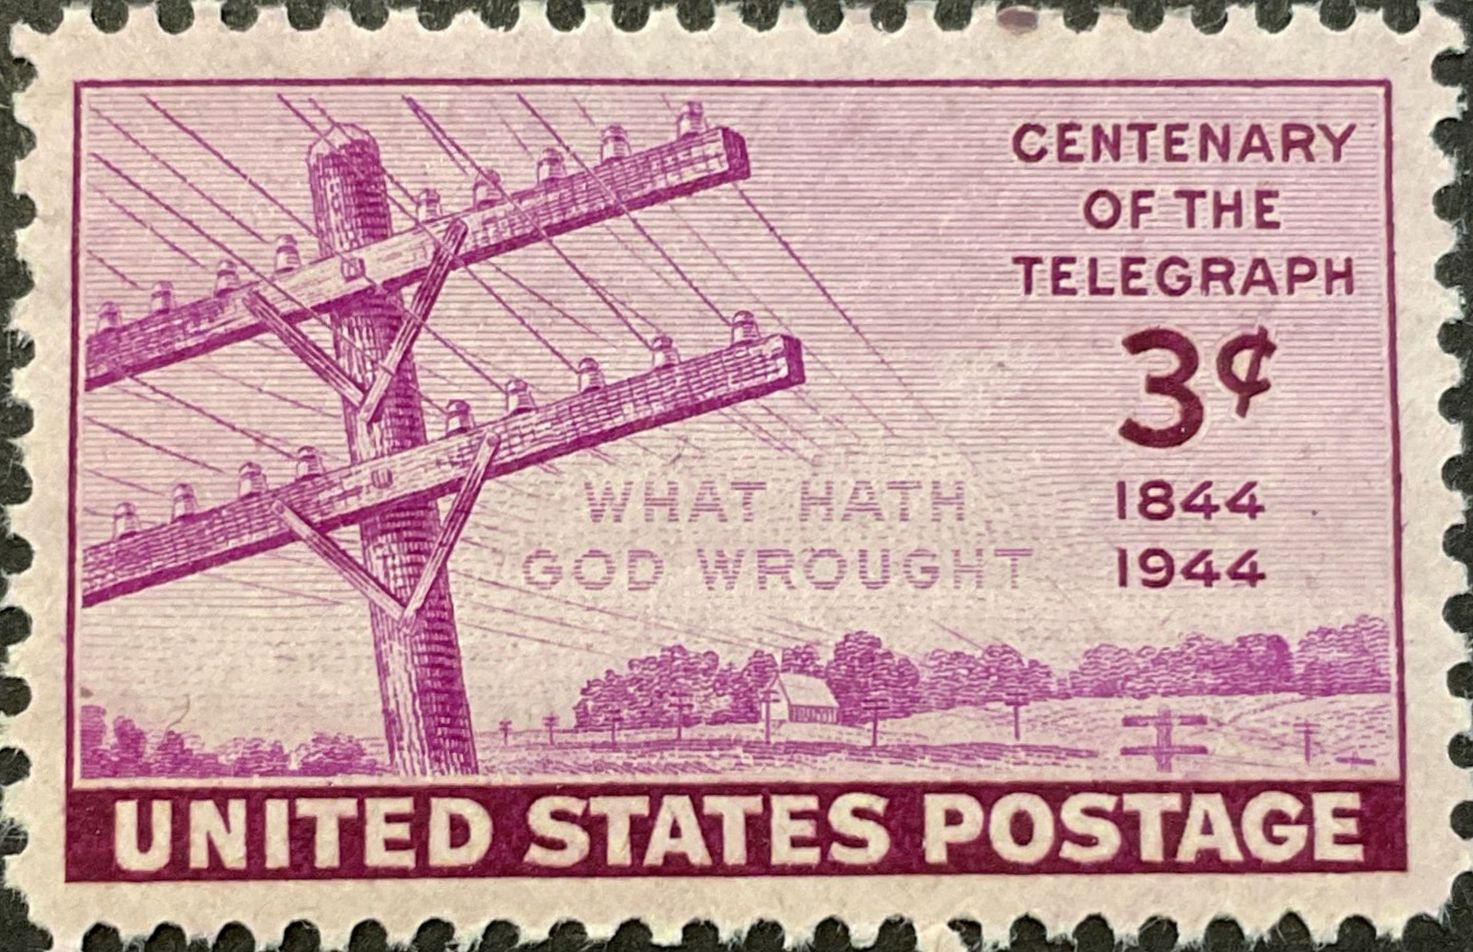 CENTENARY
OF THE
TELEGRAPH
3¢
1844
1944
WHAT HATH
GOD WROUGHT
UNITED STATES POSTAGE